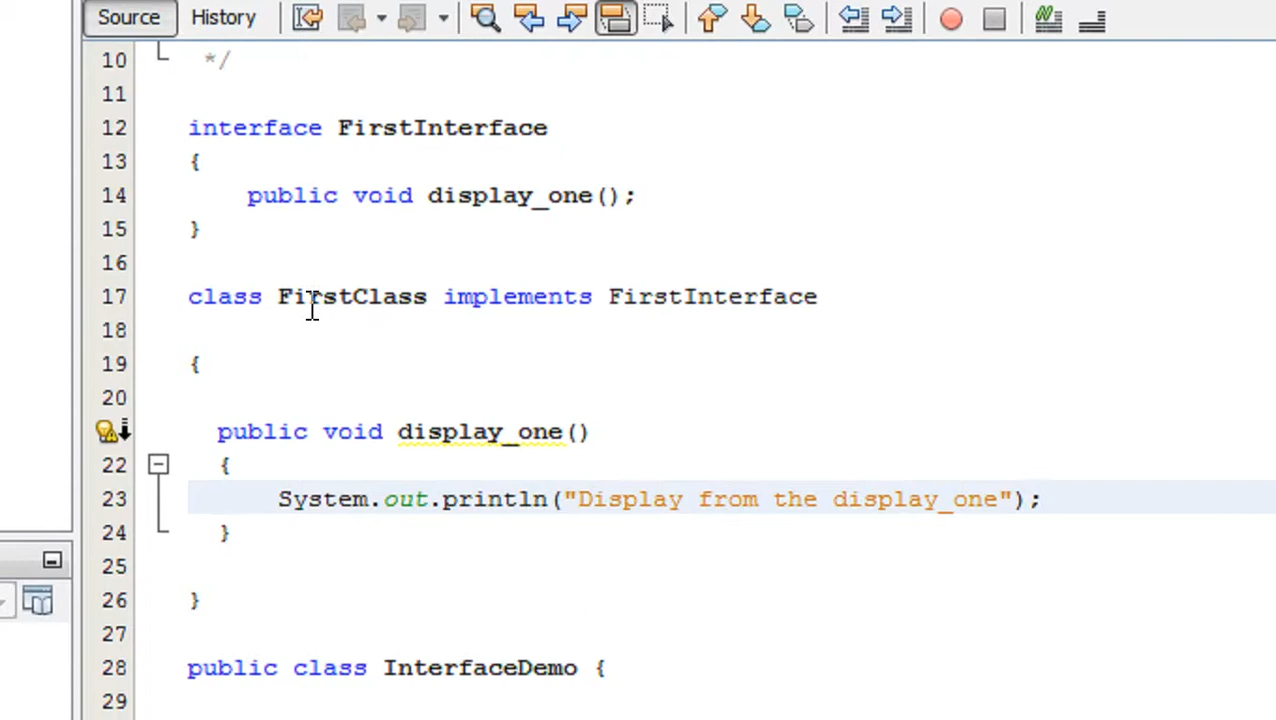 Source History
10 */
11
12 interface FirstInterface
13 {
14 public void display_one();
15 }
16
17 class FirstClass implements FirstInterface
18
19 {
20
public void display_one()
22 {
23 System.out.println("Display from the display_one");
24 }
25
26 }
27
28 public class InterfaceDemo {
29